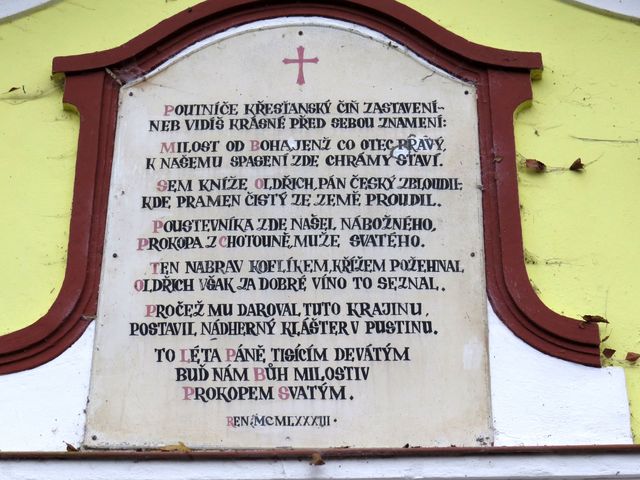 POUTNÍČE KŘESŤANSKÝ ČIŇ ZASTAVENÍ-
NEB VIDÍŠ KRÁSNÉ PŘED SEBOU ZNAMENÍ:
MILOST OD BOHA, JENŽ CO OTEC PRAVÝ,
K NAŠEMU SPASENÍ ZDE CHRÁMY STAVÍ.
SEM KNÍŽE OLDŘICH, PÁN ČESKÝ ZBLOUDIL;
KDE PRAMEN ČISTÝ ZE ZEMĚ PROUDIL.
POUSTEVNÍKA ZDE NAŠEL NÁBOŽNÉHO,
PROKOPA Z CHOTOUNĚ, MUŽE SVATÉHO.
TEN NABRAV KOFLÍKEM, KŘÍŽEM POŽEHNAL
OLDŘICH VŠAK ZA DOBRÉ VÍNO TO SEZNAL.
PROČEŽ MU DAROVAL TUTO KRAJINU,
POSTAVIL NÁDHERNÝ KLÁŠTER V PUSTINU.
TO LÉTA PÁNĚ TISÍCÍM DEVÁTÝM
BUĎ NÁM BŮH MILOSTIV
PROKOPEM SVATÝM.
REN. MCMLXXXIII.